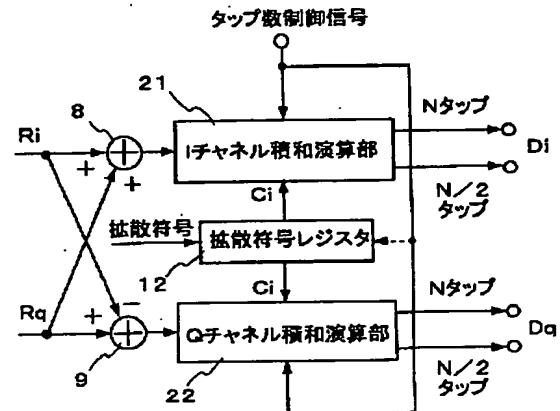 タップ数制御信号
21
Nタップ
8
Ri
+
+
Iチャネル積和演算部
Di
N/2
タップ
Ci
拡散符号
拡散符号レジスタ
12
Ci
Rq
−
+
Nタップ
Qチャネル積和演算部
Dq
N/2
タップ
9
22